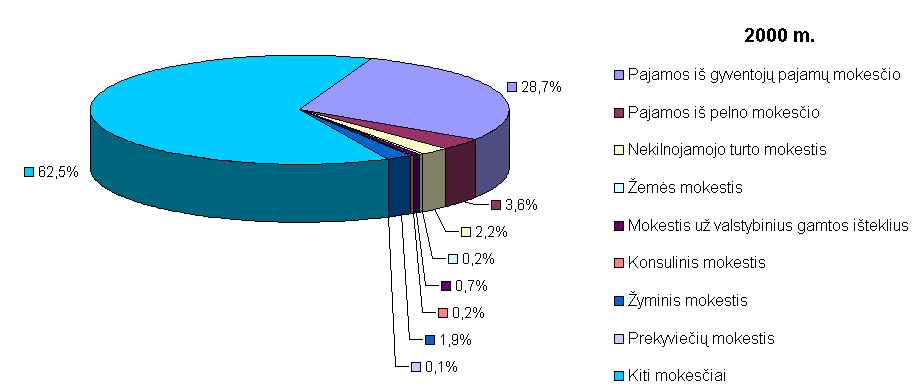 2000 m.
28,7%
62,5%
3,6%
2,2%
0,2%
0,7%
0,2%
1,9%
0,1%
Pajamos iš gyventojų pajamų mokesčio
Pajamos iš pelno mokesčio
Nekilnojamojo turto mokestis
Žemės mokestis
Mokestis už valstybinius gamtos išteklius
Konsulinis mokestis
Žyminis mokestis
Prekyviečių mokestis
Kiti mokesčiai